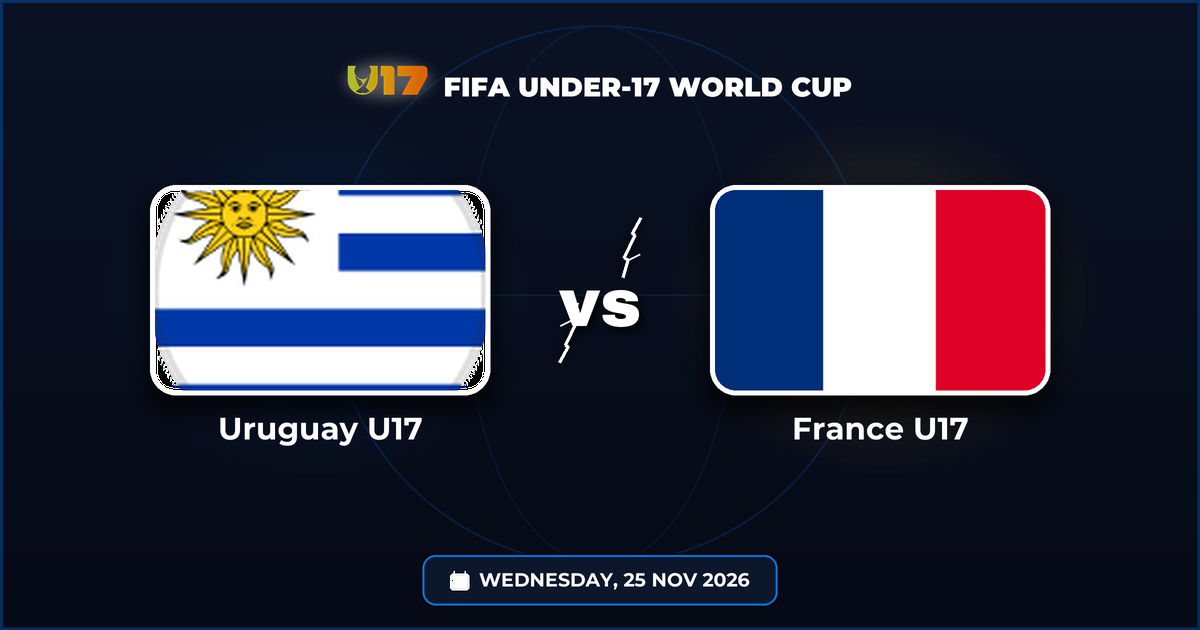 U17 FIFA UNDER-17 WORLD CUP
VS
Uruguay U17
France U17
WEDNESDAY, 25 NOV 2026